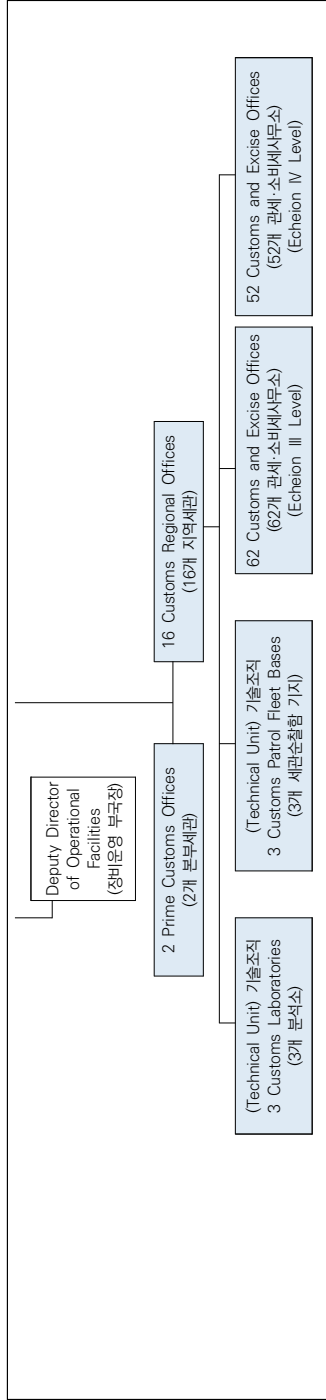 Deputy Director
of Operational
Facilities
(장비운영 부국장)
2 Prime Customs Offices
(2개 본부세관)
16 Customs Regional Offices
(16개 지역세관)
(Technical Unit) 기술조직
3 Customs Laboratories
(3개 분석소)
(Technical Unit) 기술조직
3 Customs Patrol Fleet Bases
(3개 세관순찰함 기지)
62 Customs and Excise Offices
(62개 관세·소비세사무소)
(Echeion Ⅲ Level)
52 Customs and Excise Offices
(52개 관세·소비세사무소)
(Echeion Ⅳ Level)